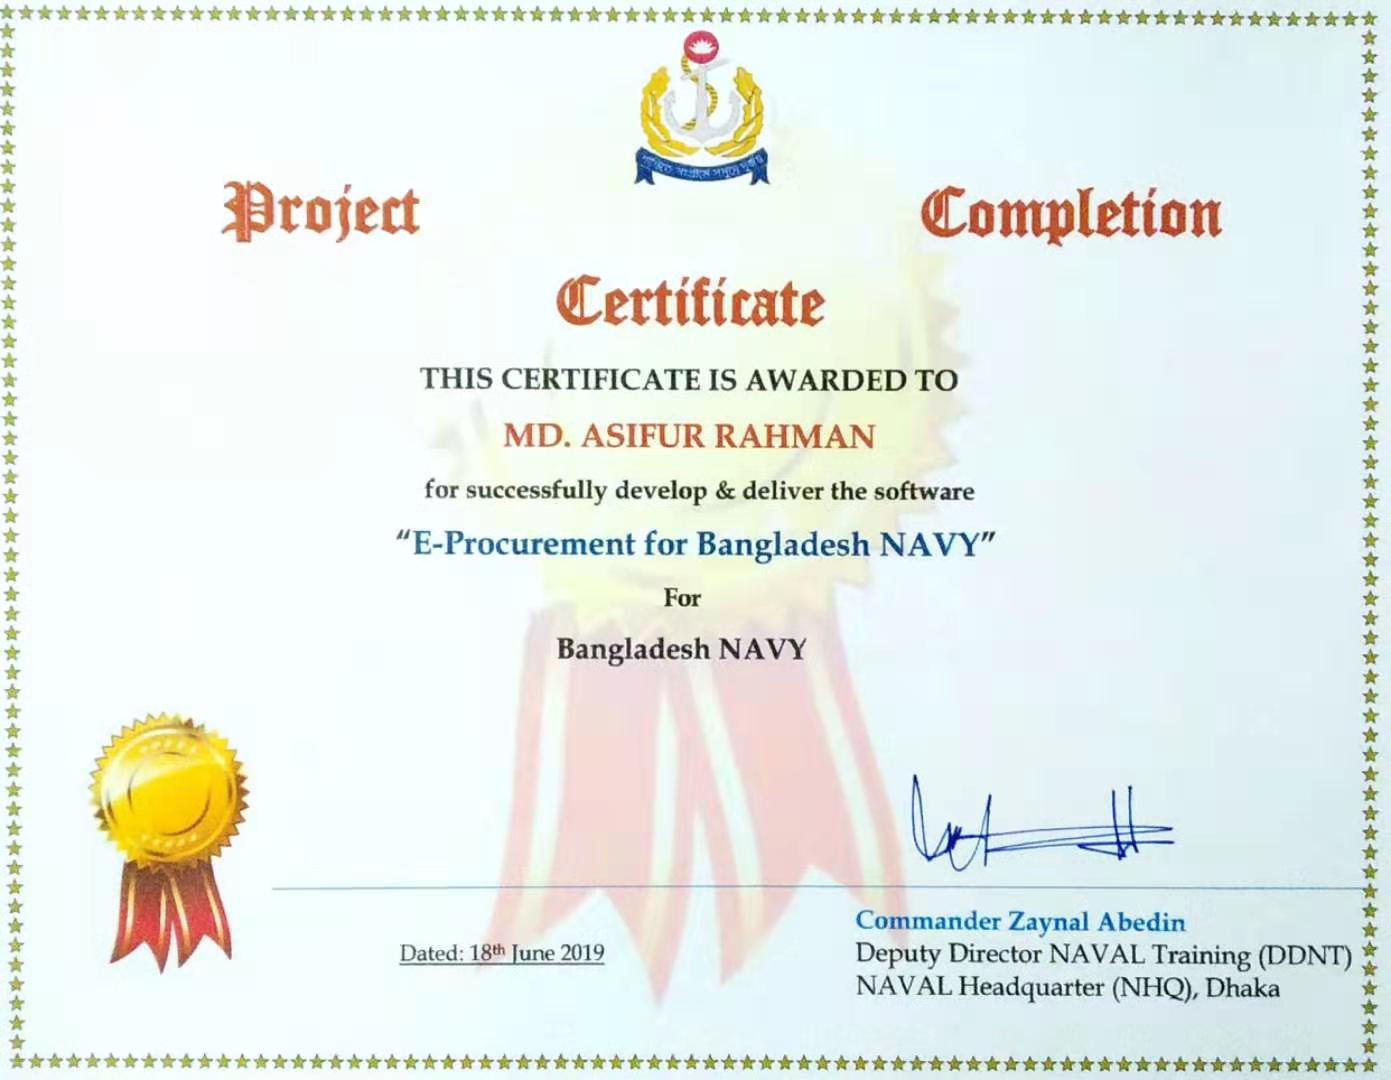 শান্তিতে সংগ্রামে সমুদ্রে দুর্জয়
Project Completion
Certificate
THIS CERTIFICATE IS AWARDED TO
MD. ASIFUR RAHMAN
for successfully develop & deliver the software
“E-Procurement for Bangladesh NAVY”
For
Bangladesh NAVY
Commander Zaynal Abedin
Dated: 18th June 2019
Deputy Director NAVAL Training (DDNT)
NAVAL Headquarter (NHQ), Dhaka